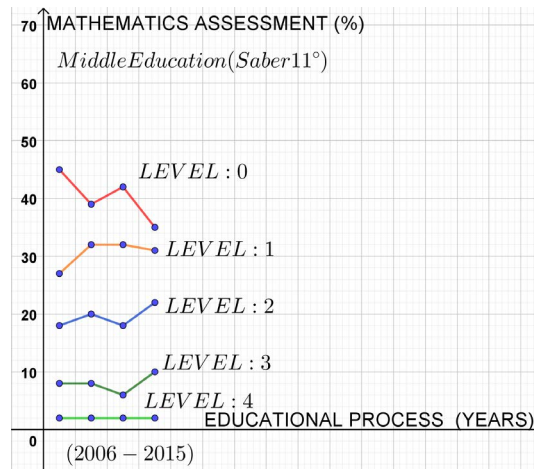 70
MATHEMATICS ASSESSMENT (%)
MiddleEducation(Saber11°)
60
50
40
LEVEL : 0
30
LEVEL : 1
20
LEVEL : 2
10
LEVEL : 3
LEVEL : 4
EDUCATIONAL PROCESS (YEARS)
0
(2006 − 2015)